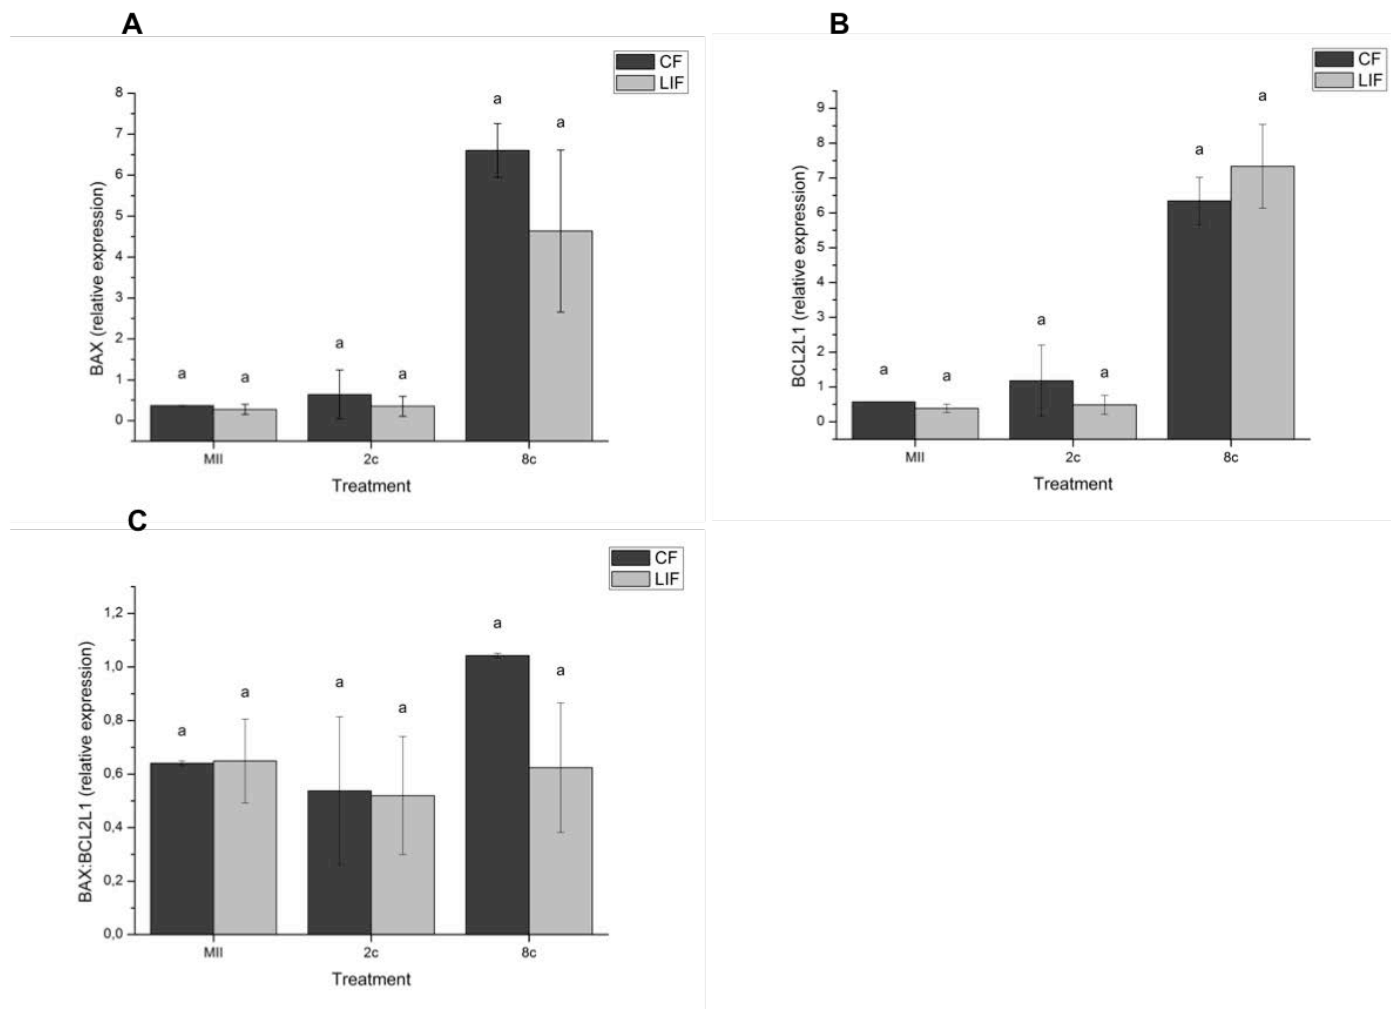 A
CF
LIF
8
7
6
5
4
3
2
1
0
BAX (relative expression)
a
a
a
a
a
a
MII
2c
8c
Treatment
B
CF
LIF
9
8
7
6
5
4
3
2
1
0
BCL2L1 (relative expression)
a
a
a
a
a
a
MII
2c
8c
Treatment
C
CF
LIF
1,2
1,0
0,8
0,6
0,4
0,2
0,0
BAX:BCL2L1 (relative expression)
a
a
a
a
a
a
MII
2c
8c
Treatment